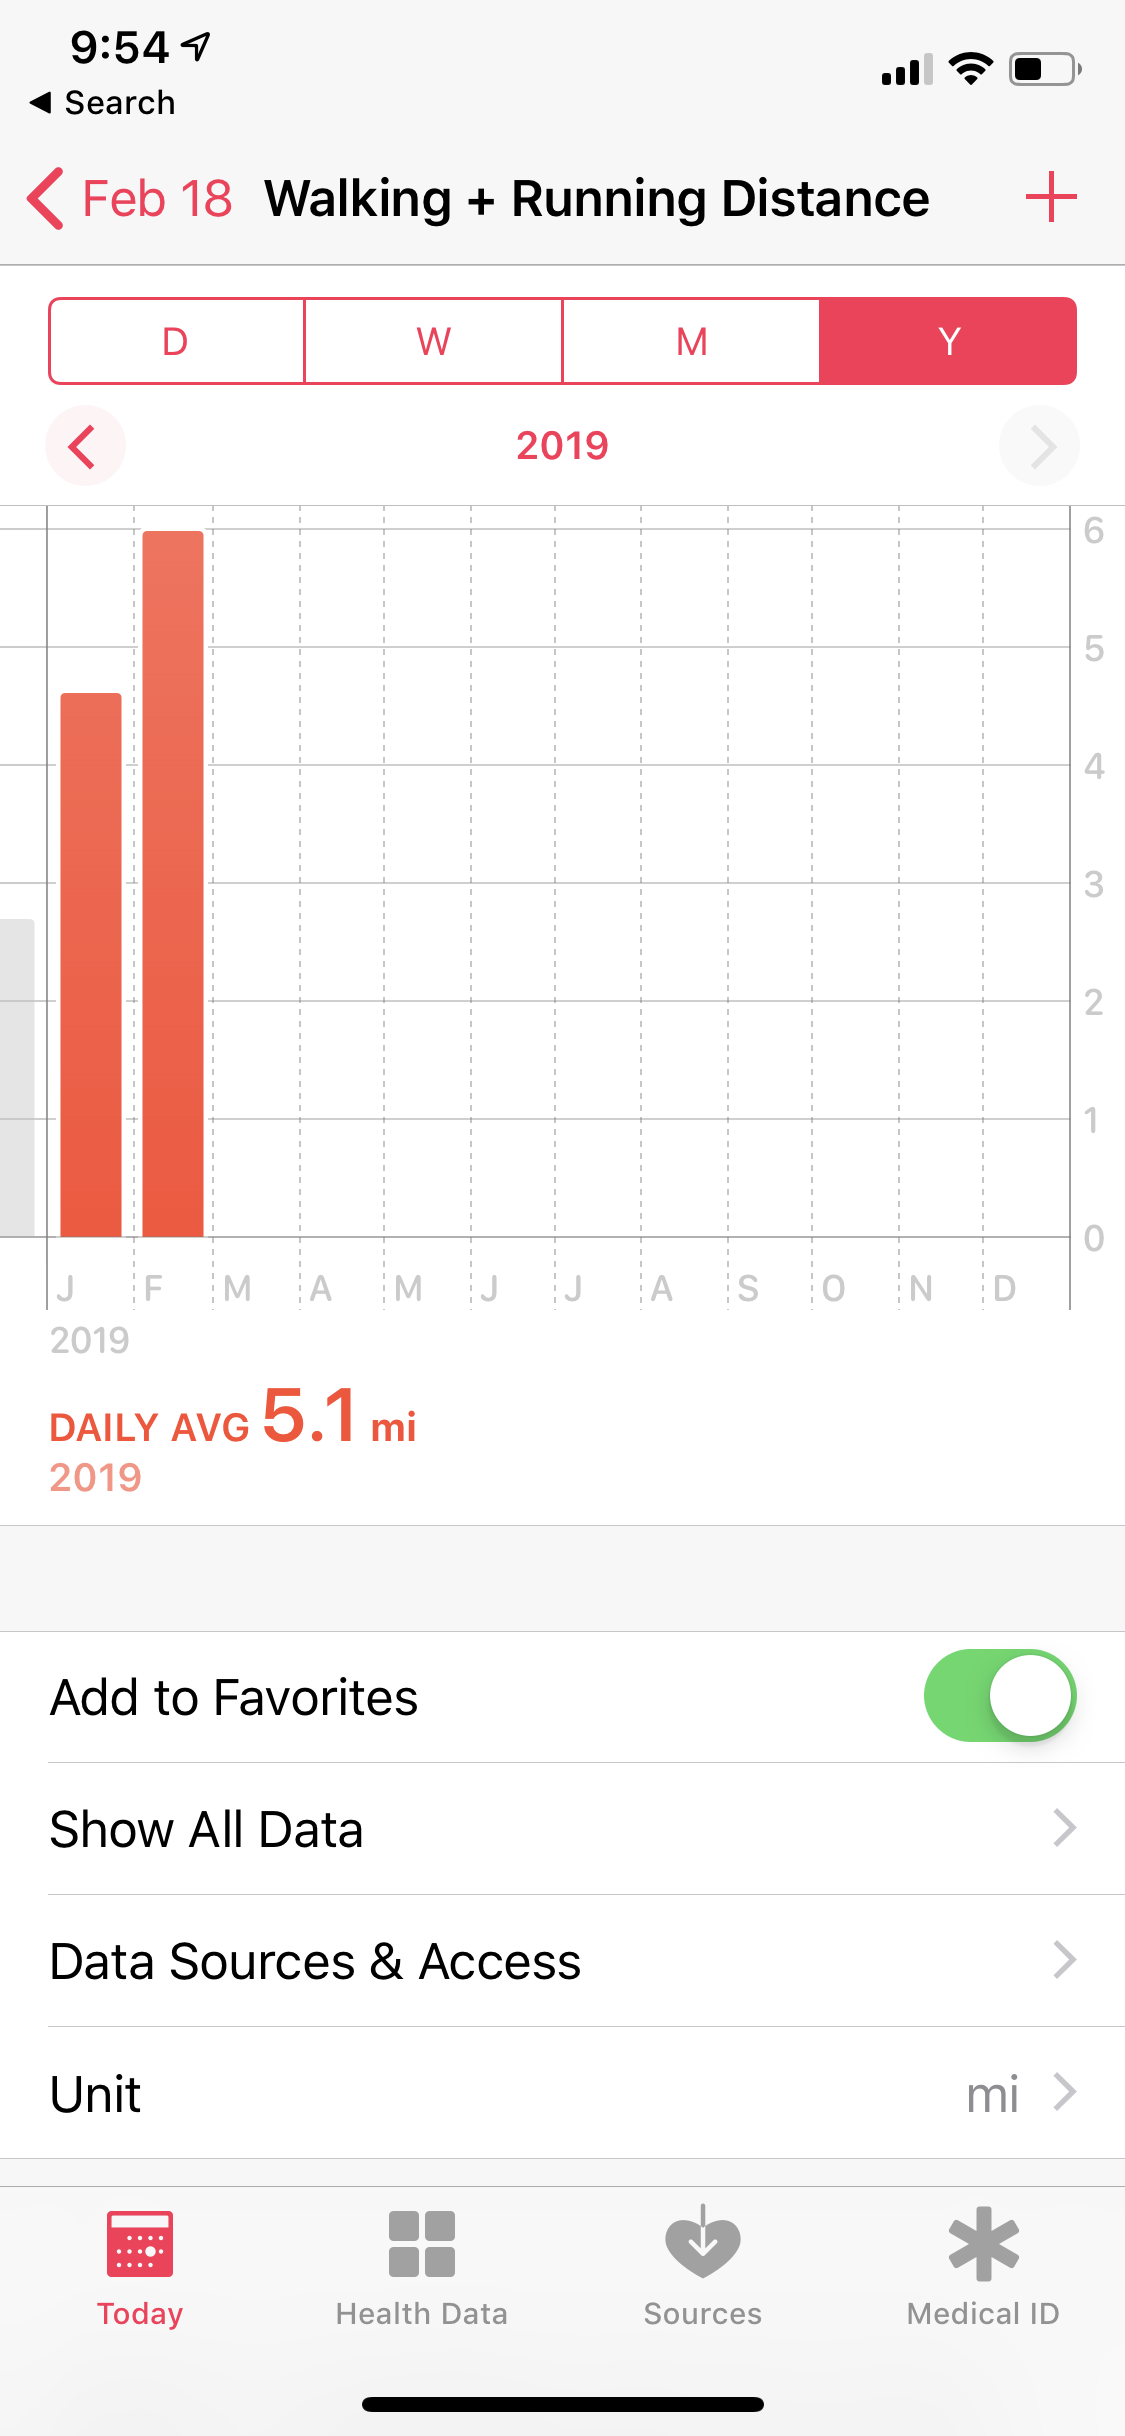 9:54
◀ Search
Feb 18 Walking + Running Distance
D W M Y
2019
6
5
4
3
2
1
0
J F M A M J J A S O N D
2019
DAILY AVG 5.1 mi
2019
Add to Favorites
Show All Data
Data Sources & Access
Unit mi
Today Health Data Sources Medical ID